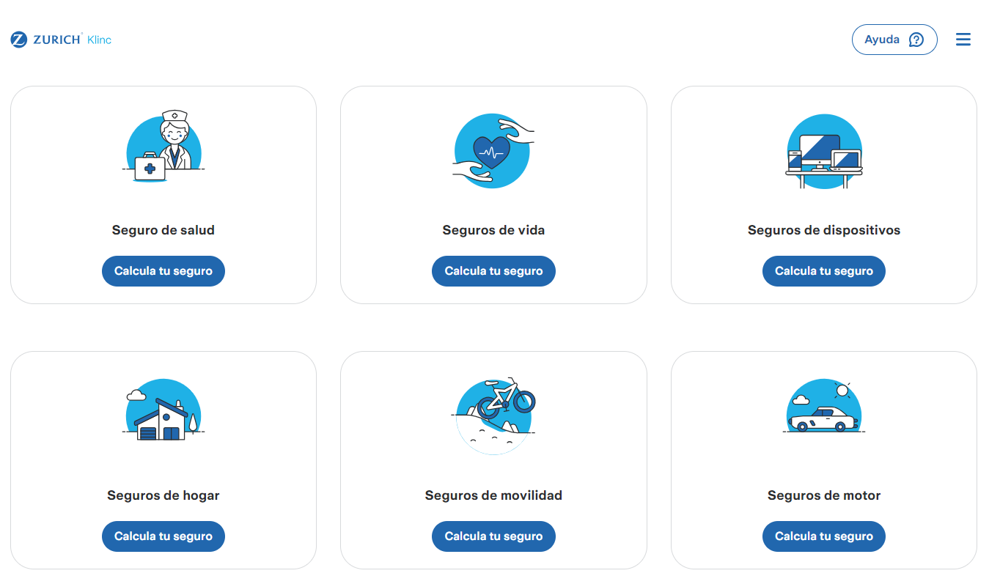 ZURICH® Klinc
Ayuda
Seguro de salud
Calcula tu seguro
Seguros de vida
Calcula tu seguro
Seguros de dispositivos
Calcula tu seguro
Seguros de hogar
Calcula tu seguro
Seguros de movilidad
Calcula tu seguro
Seguros de motor
Calcula tu seguro